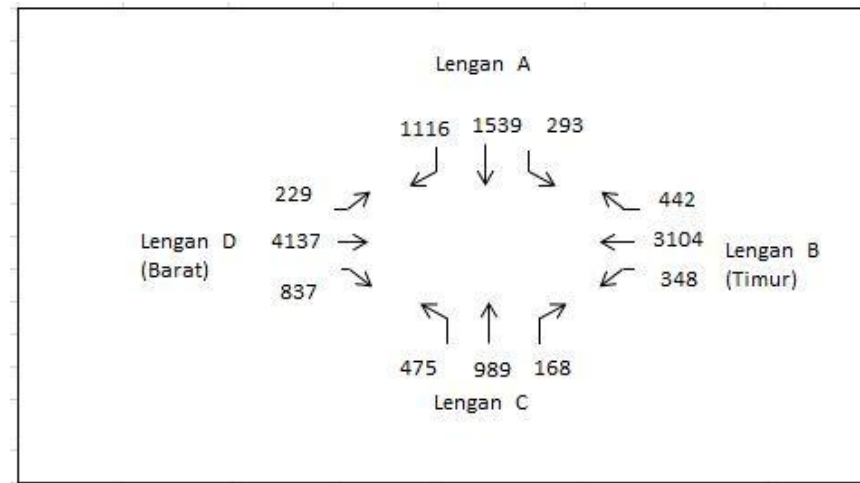 Lengan A
1116 1539 293
229
442
Lengan D
(Barat)
4137
3104
Lengan B
(Timur)
837
348
475 989 168
Lengan C